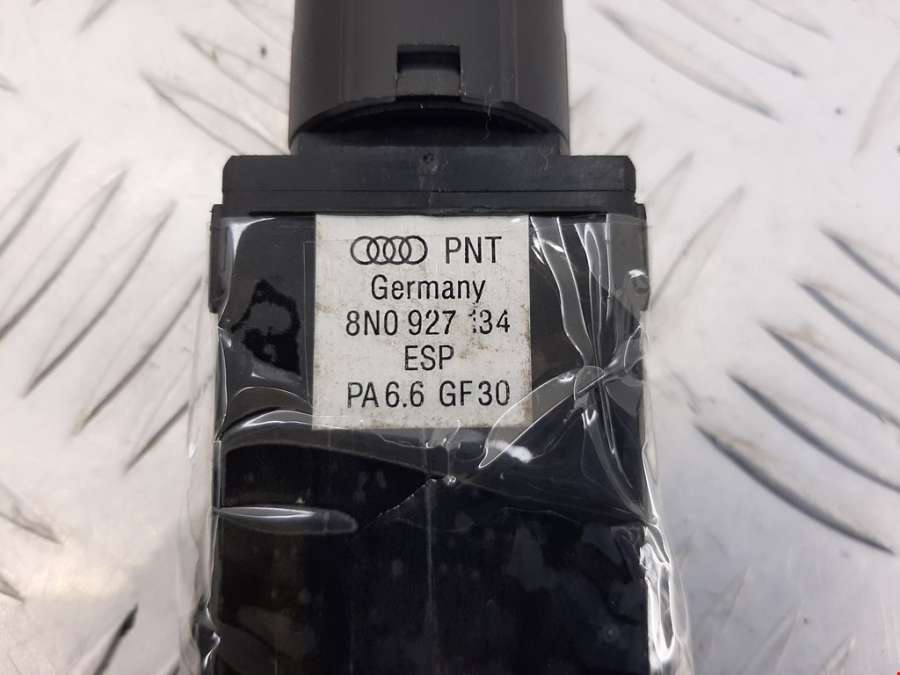 PNT
Germany
8N0 927 134
ESP
PA6.6 GF30